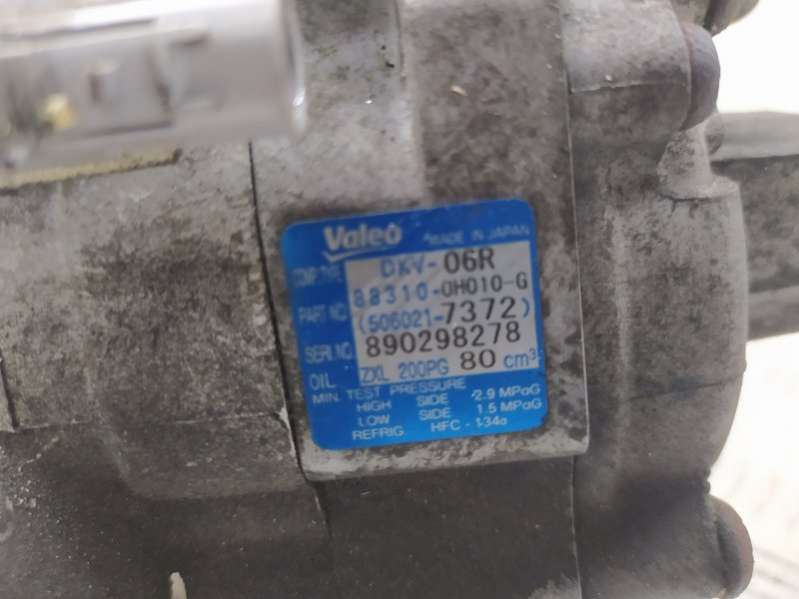 Valeo MADE IN JAPAN
COMP.TYPE DKV-06R
PART NO. 88310-0H010-G
(506021-7372)
SERI.NO. 890298278
OIL ZXL 200PG 80 cm³
MIN. TEST PRESSURE
HIGH SIDE 2.9 MPaG
LOW SIDE 1.5 MPaG
REFRIG. HFC-134a